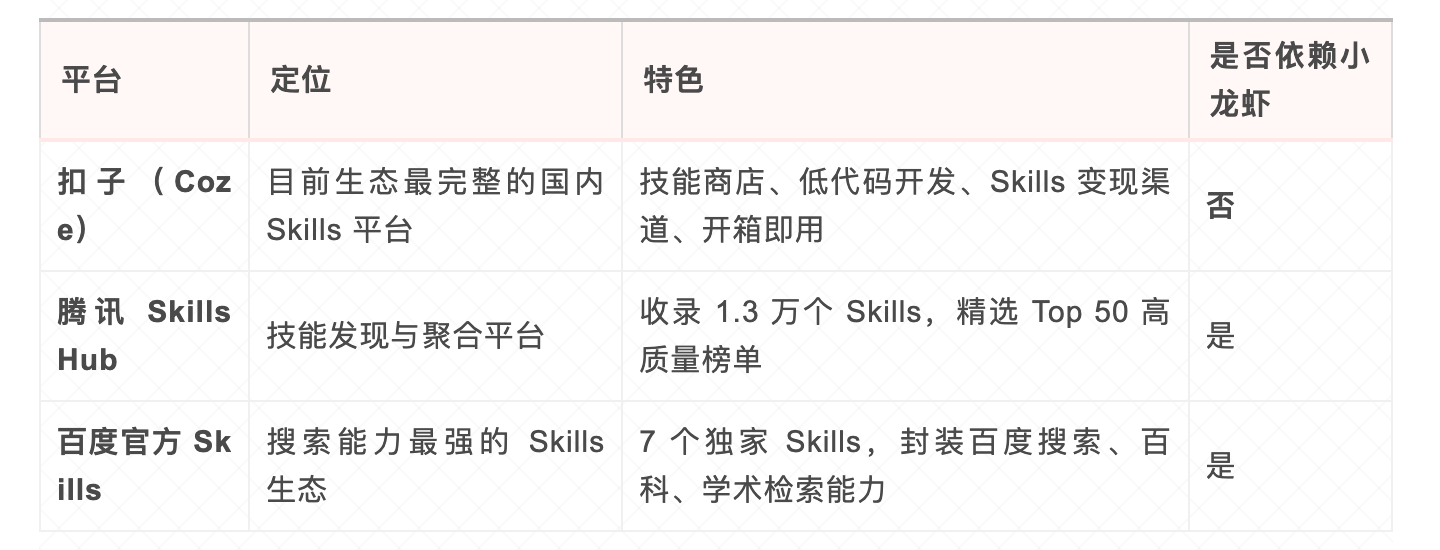 平台
定位
特色
是否依赖小
龙虾
扣子（Coz
e）
目前生态最完整的国内
Skills 平台
技能商店、低代码开发、Skills 变现渠
道、开箱即用
否
腾讯 Skills
Hub
技能发现与聚合平台
收录 1.3 万个 Skills，精选 Top 50 高
质量榜单
是
百度官方 Sk
ills
搜索能力最强的 Skills
生态
7 个独家 Skills，封装百度搜索、百
科、学术检索能力
是